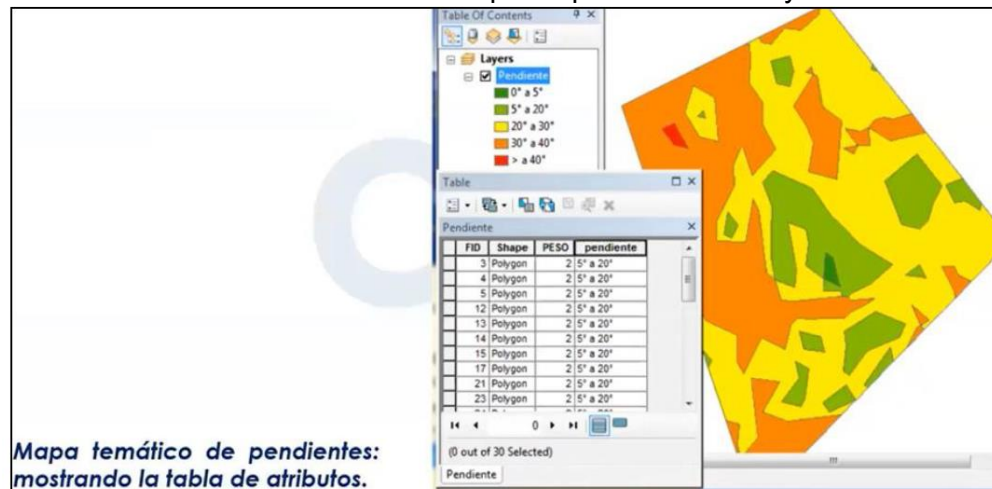 Table Of Contents
Layers
Pendiente
0° a 5°
5° a 20°
20° a 30°
30° a 40°
> a 40°
Table
Pendiente
FID Shape PESO pendiente
3 Polygon 2 5° a 20°
4 Polygon 2 5° a 20°
5 Polygon 2 5° a 20°
12 Polygon 2 5° a 20°
13 Polygon 2 5° a 20°
14 Polygon 2 5° a 20°
15 Polygon 2 5° a 20°
17 Polygon 2 5° a 20°
21 Polygon 2 5° a 20°
23 Polygon 2 5° a 20°
0
(0 out of 30 Selected)
Pendiente
Mapa temático de pendientes:
mostrando la tabla de atributos.